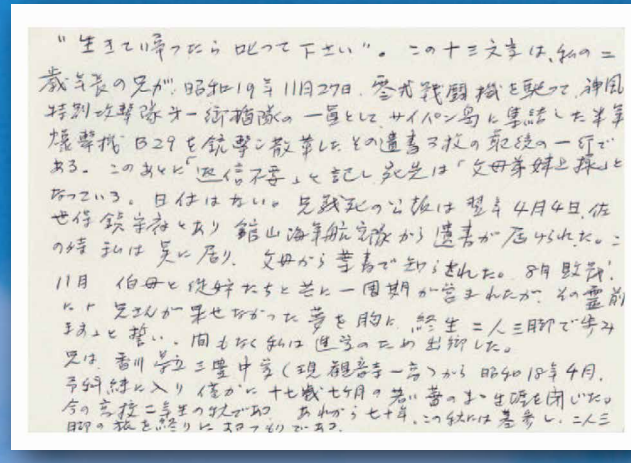 "生きて帰ったら叱って下さい"。この十三文字は、私の二
歳年長の兄が、昭和19年11月27日、零式戦闘機を駆って、神風
特別攻撃隊第一御楯隊の一員として、サイパン島に集結した米軍
爆撃機B29を銃撃し散華したその遺書3枚の最後の一行で
ある。このあとに「返信不要」と記し宛先は「父母弟妹上様」と
なっている。日付はない。兄戦死の公報は翌年4月4日、佐
世保鎮守府とあり館山海軍航空隊から遺書が届けられた。こ
の時私は呉に居り、父母から葉書で知らされた。8月敗戦、
11月 伯母と従姉たちと共に一周期が営まれたが、その霊前
に「兄さんが果せなかった夢を胸に、終生二人三脚で歩み
ます」と誓い、間もなく私は進学のため出郷した。
兄は、香川県立三豊中学(現観音寺一高)から昭和18年4月、
予科練に入り僅かに十七歳七ヶ月の若い蕾のまゝ生涯を閉じた。
今の高校二年生の
である。あれから七十年、この秋には墓参し、二人三
脚の旅を終りにするつもりである。